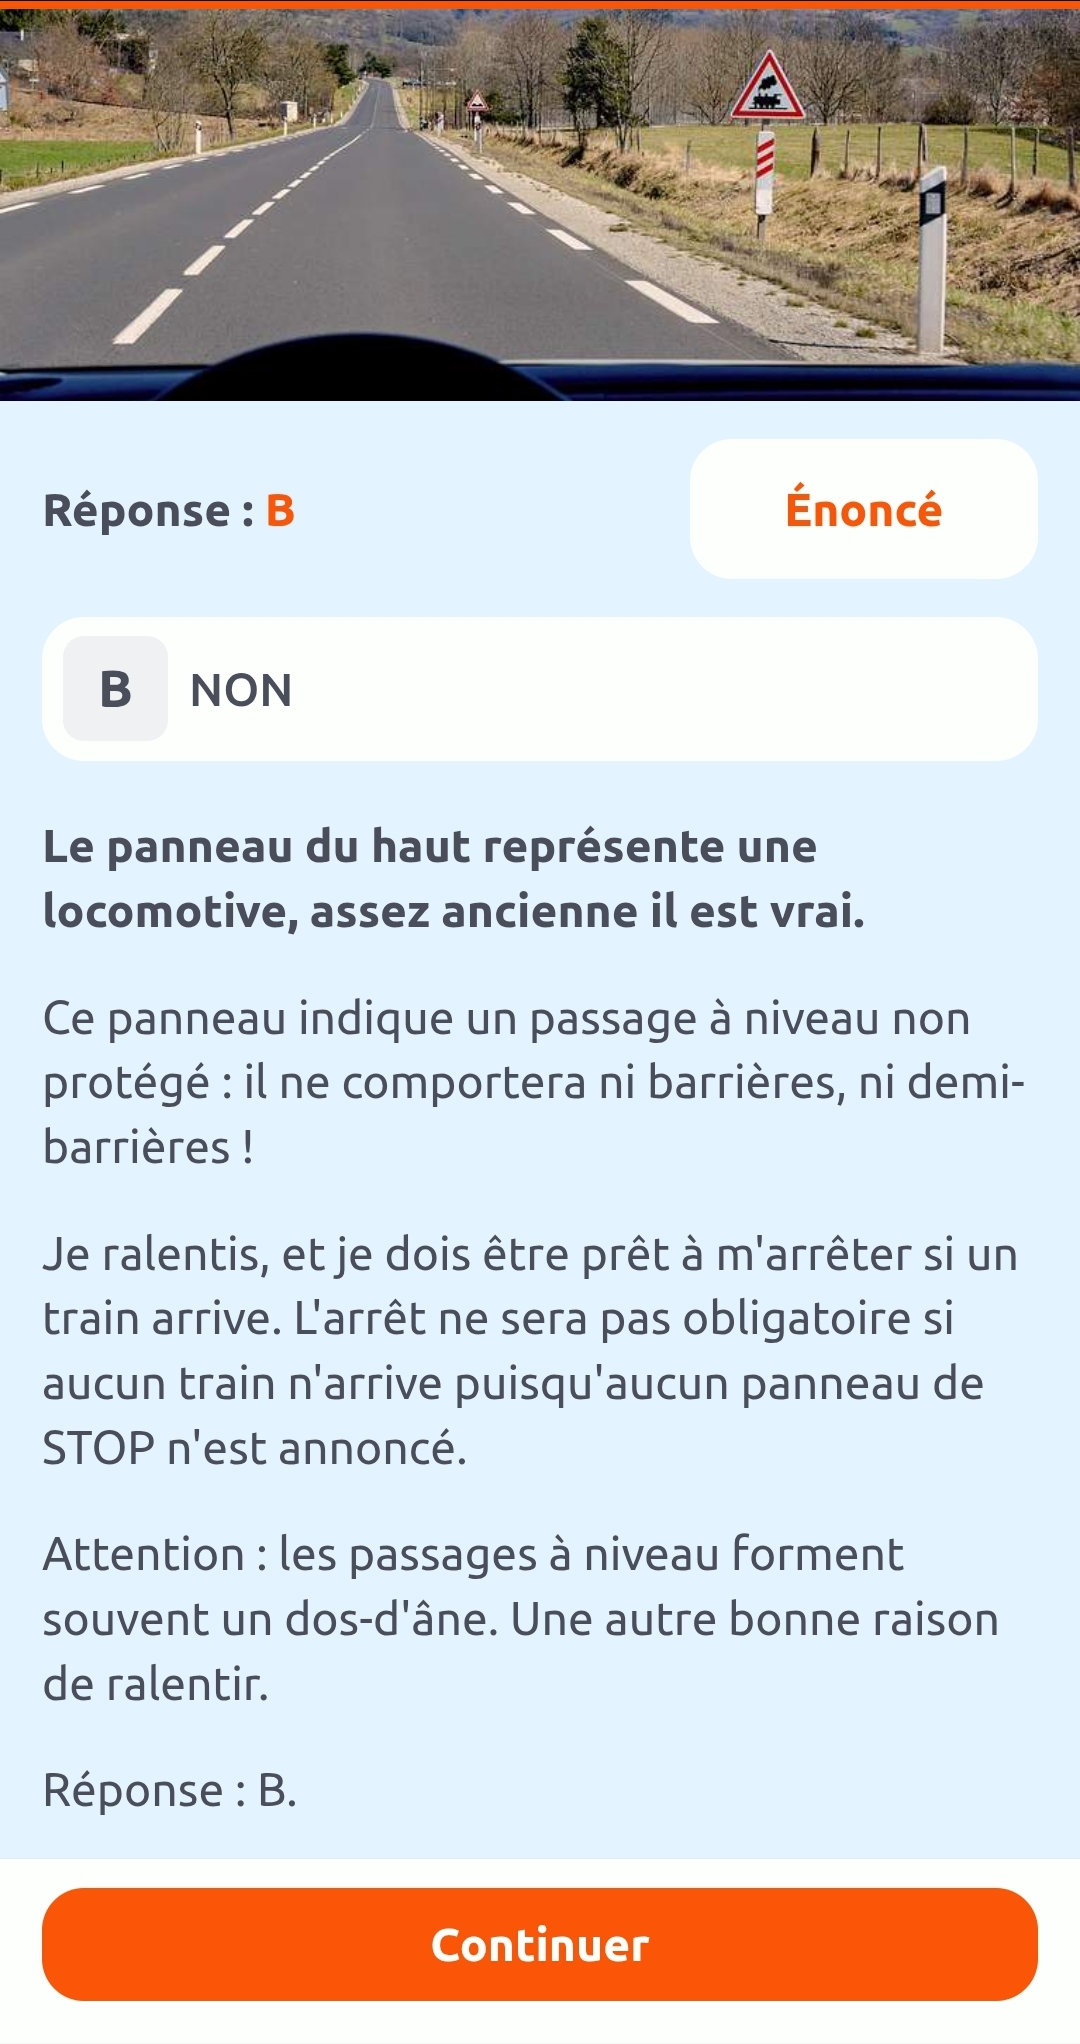 Réponse : B
Énoncé
B NON
Le panneau du haut représente une
locomotive, assez ancienne il est vrai.
Ce panneau indique un passage à niveau non
protégé : il ne comportera ni barrières, ni demi-
barrières !
Je ralentis, et je dois être prêt à m'arrêter si un
train arrive. L'arrêt ne sera pas obligatoire si
aucun train n'arrive puisqu'aucun panneau de
STOP n'est annoncé.
Attention : les passages à niveau forment
souvent un dos-d'âne. Une autre bonne raison
de ralentir.
Réponse : B.
Continuer